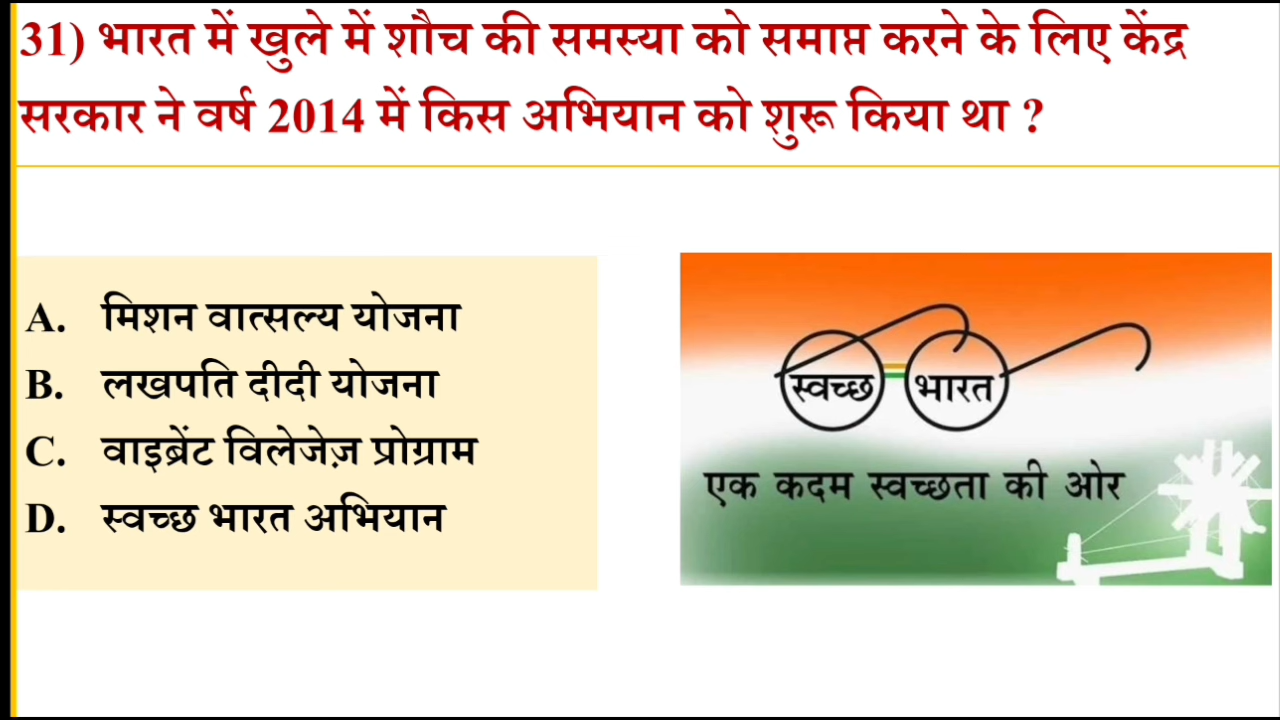 31) भारत में खुले में शौच की समस्या को समाप्त करने के लिए केंद्र
सरकार ने वर्ष 2014 में किस अभियान को शुरू किया था ?
A. मिशन वात्सल्य योजना
B. लखपति दीदी योजना
C. वाइब्रेंट विलेजेज़ प्रोग्राम
D. स्वच्छ भारत अभियान
स्वच्छ भारत
एक कदम स्वच्छता की ओर